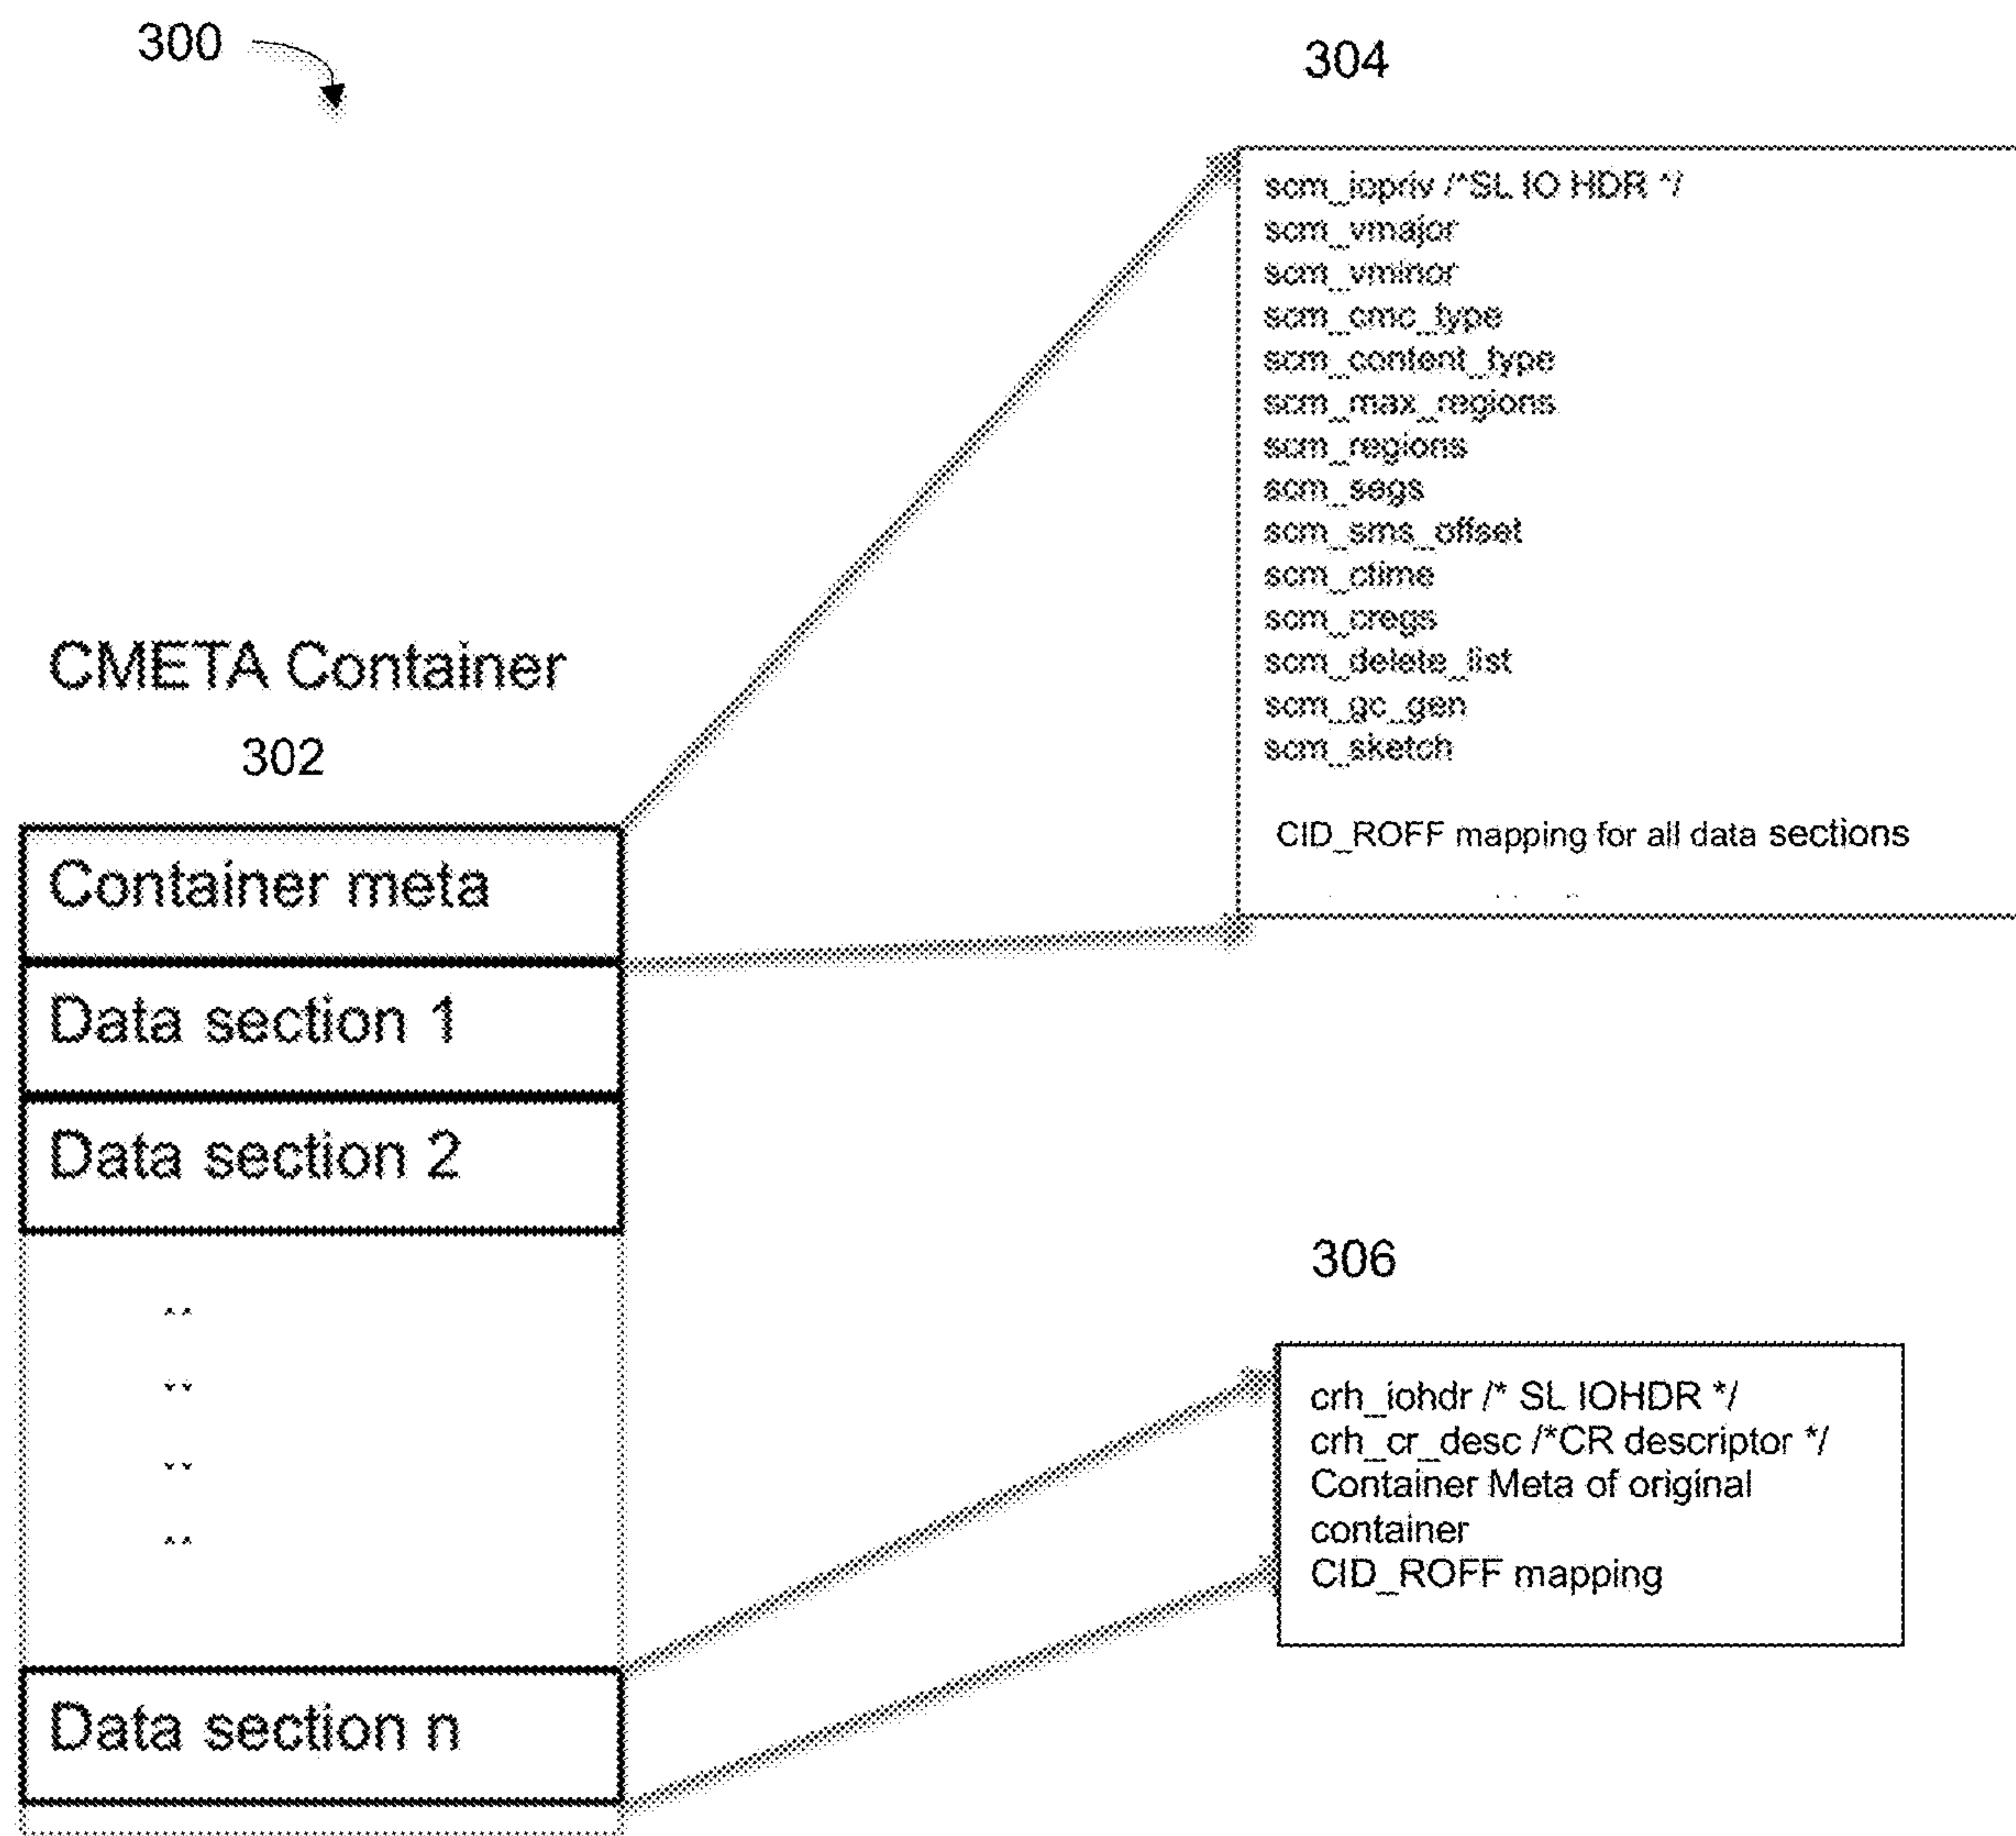 300
304
scm_iopriv /*SL IO HDR */
scm_vmajor
scm_vminor
scm_cmc_type
scm_content_type
scm_max_regions
scm_regions
scm_segs
scm_sms_offset
scm_ctime
scm_cregs
scm_delete_list
scm_gc_gen
scm_sketch
CID_ROFF mapping for all data sections
CMETA Container
302
Container meta
Data section 1
Data section 2
..
..
..
..
Data section n
306
crh_iohdr /* SL IOHDR */
crh_cr_desc /*CR descriptor */
Container Meta of original
container
CID_ROFF mapping